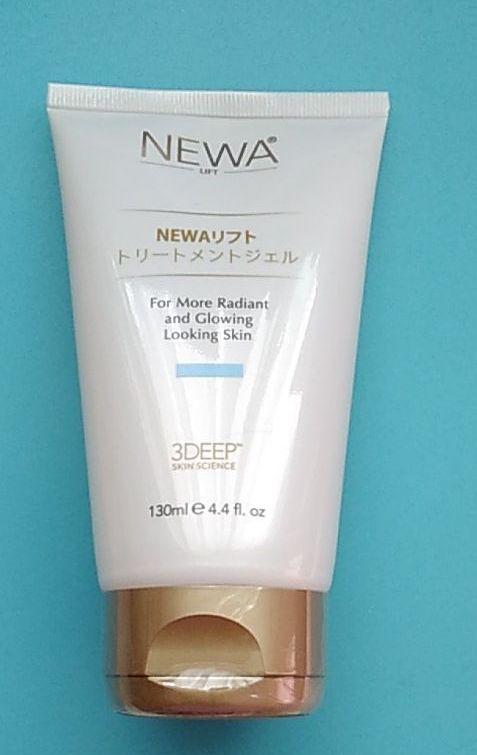 NEWA®
LIFT
NEWAリフト
トリートメントジェル
For More Radiant
and Glowing
Looking Skin
3DEEP™
SKIN SCIENCE
130ml ℮ 4.4 fl. oz